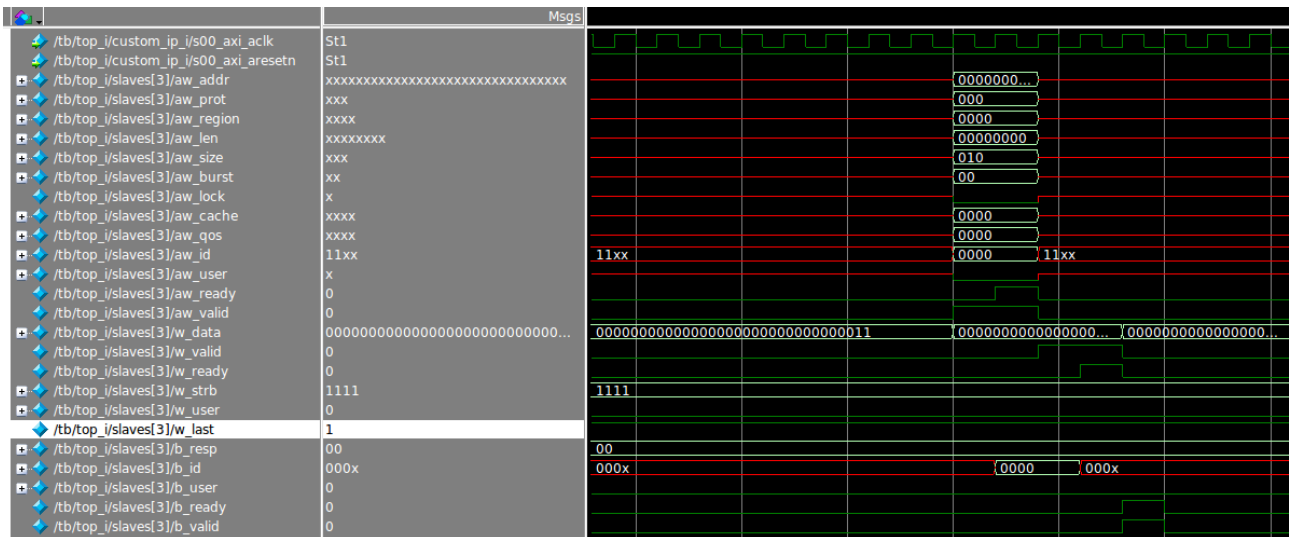 Msgs
/tb/top_i/custom_ip_i/s00_axi_aclk St1
/tb/top_i/custom_ip_i/s00_axi_aresetn St1
/tb/top_i/slaves[3]/aw_addr xxxxxxxxxxxxxxxxxxxxxxxxxxxxxxxx 0000000...
/tb/top_i/slaves[3]/aw_prot xxx 000
/tb/top_i/slaves[3]/aw_region xxxx 0000
/tb/top_i/slaves[3]/aw_len xxxxxxxx 00000000
/tb/top_i/slaves[3]/aw_size xxx 010
/tb/top_i/slaves[3]/aw_burst xx 00
/tb/top_i/slaves[3]/aw_lock x
/tb/top_i/slaves[3]/aw_cache xxxx 0000
/tb/top_i/slaves[3]/aw_qos xxxx 0000
/tb/top_i/slaves[3]/aw_id 11xx 11xx 0000 11xx
/tb/top_i/slaves[3]/aw_user x
/tb/top_i/slaves[3]/aw_ready 0
/tb/top_i/slaves[3]/aw_valid 0
/tb/top_i/slaves[3]/w_data 00000000000000000000000000000... 00000000000000000000000000000011 0000000000000000... 0000000000000000...
/tb/top_i/slaves[3]/w_valid 0
/tb/top_i/slaves[3]/w_ready 0
/tb/top_i/slaves[3]/w_strb 1111 1111
/tb/top_i/slaves[3]/w_user 0
/tb/top_i/slaves[3]/w_last 1
/tb/top_i/slaves[3]/b_resp 00 00
/tb/top_i/slaves[3]/b_id 000x 000x 0000 000x
/tb/top_i/slaves[3]/b_user 0
/tb/top_i/slaves[3]/b_ready 0
/tb/top_i/slaves[3]/b_valid 0